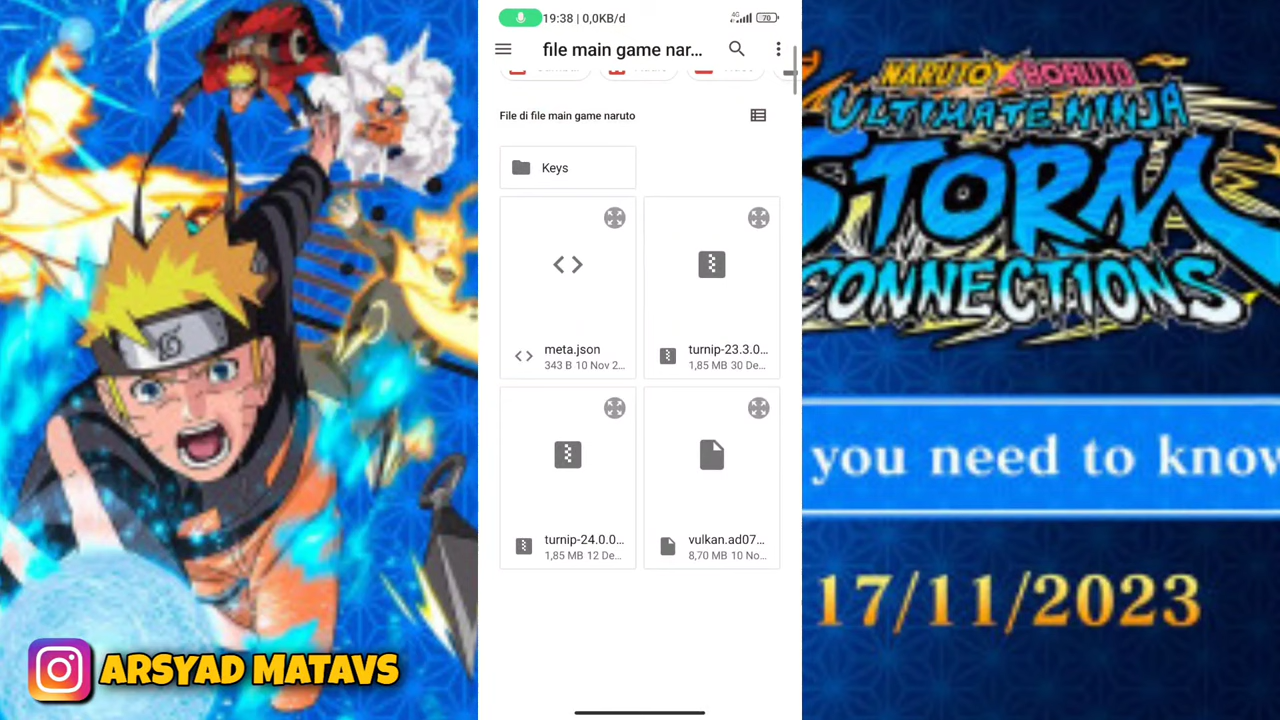 19:38 | 0,0KB/d
4G
70
file main game nar...
File di file main game naruto
Keys
meta.json
343 B 10 Nov 2...
turnip-23.3.0...
1,85 MB 30 De...
turnip-24.0.0...
1,85 MB 12 De...
vulkan.ad07...
8,70 MB 10 No...
NARUTO X BORUTO
ULTIMATE NINJA
STORM
CONNECTIONS
you need to know
17/11/2023
ARSYAD MATAVS